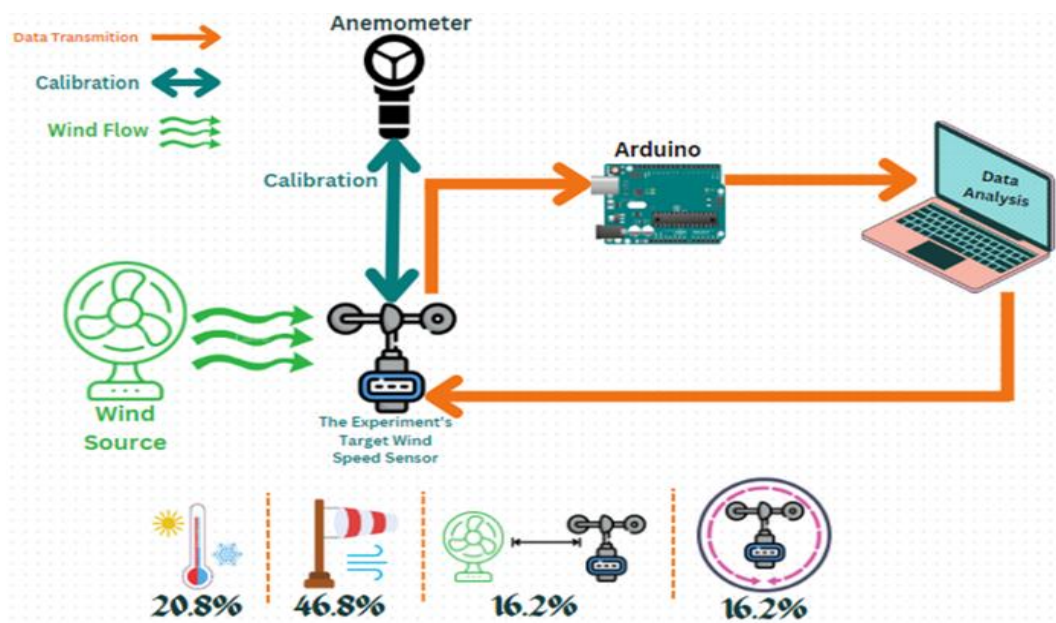 Anemometer
Data Transmition
Calibration
Wind Flow
Calibration
Arduino
Data
Analysis
Wind
Source
The Experiment's
Target Wind
Speed Sensor
20.8%
46.8%
16.2%
16.2%